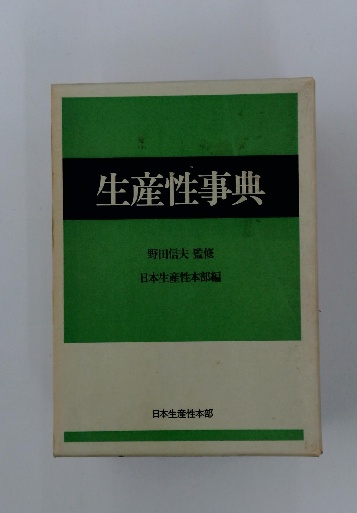 生産性事典
野田信夫 監修
日本生産性本部編
日本生産性本部